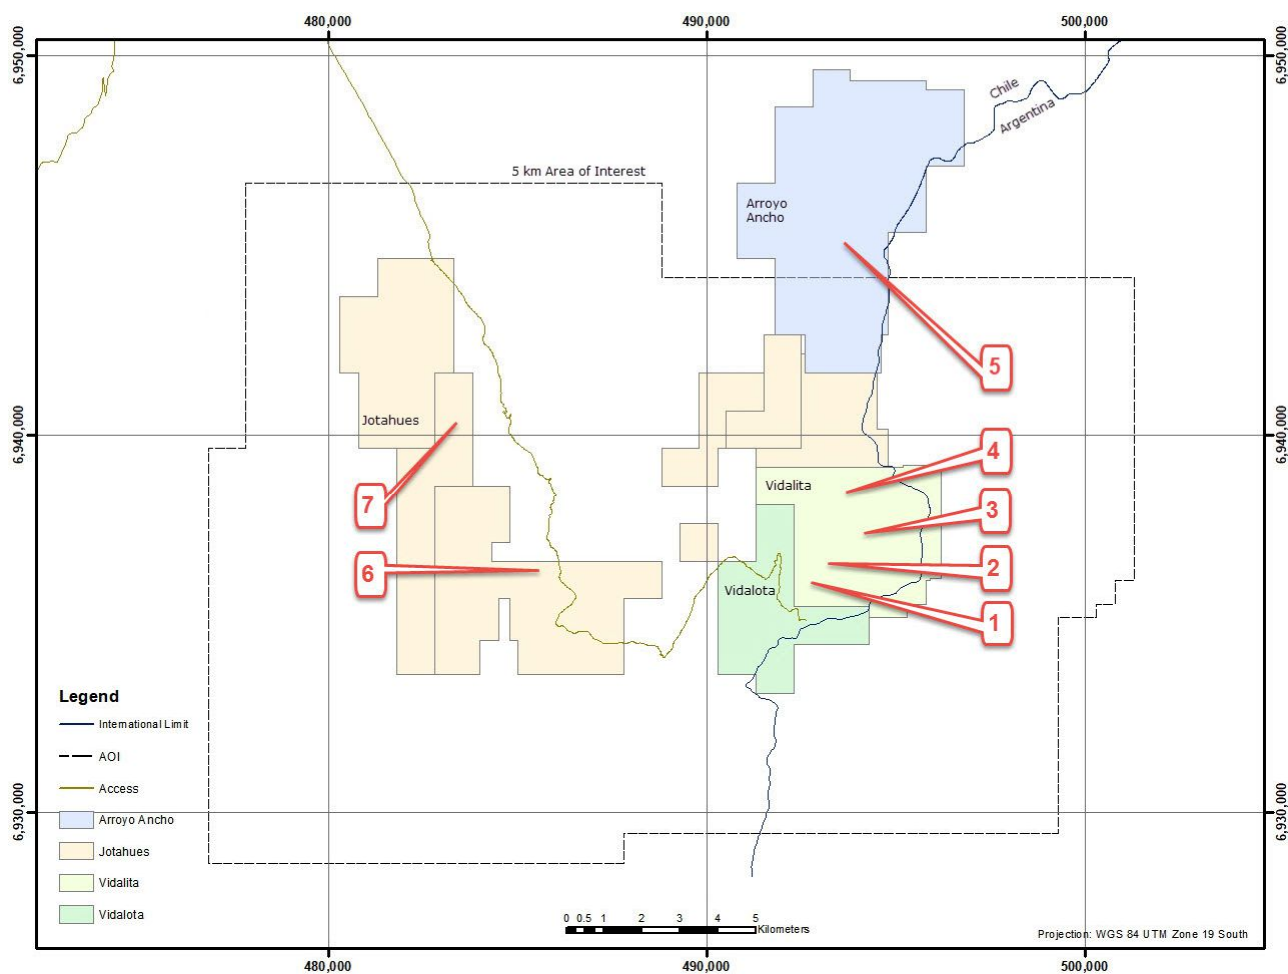 480,000
490,000
500,000
6,950,000
6,950,000
Chile
Argentina
5 km Area of Interest
Arroyo
Ancho
5
Jotahues
6,940,000
6,940,000
4
Vidalita
7
3
2
6
Vidalota
1
Legend
International Limit
AOI
Access
6,930,000
6,930,000
Arroyo Ancho
Jotahues
Vidalita
Vidalota
0 0.5 1 2 3 4 5
Kilometers
Projection: WGS 84 UTM Zone 19 South
480,000
490,000
500,000